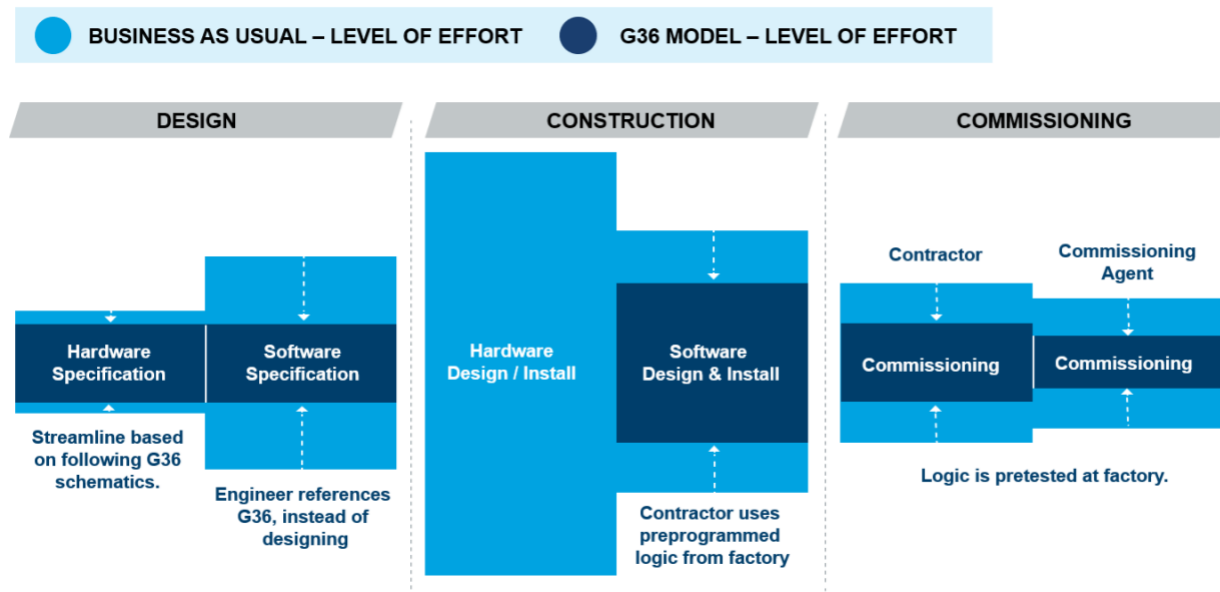 BUSINESS AS USUAL – LEVEL OF EFFORT
G36 MODEL – LEVEL OF EFFORT
DESIGN
CONSTRUCTION
COMMISSIONING
Hardware
Specification
Software
Specification
Streamline based
on following G36
schematics.
Engineer references
G36, instead of
designing
Hardware
Design / Install
Software
Design & Install
Contractor uses
preprogrammed
logic from factory
Contractor
Commissioning
Agent
Commissioning
Commissioning
Logic is pretested at factory.